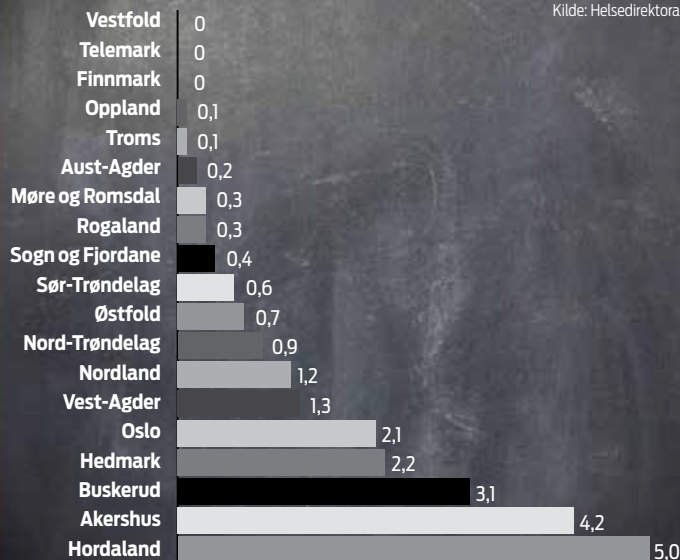 Kilde: Helsedirektora
Vestfold 0
Telemark 0
Finnmark 0
Oppland 0,1
Troms 0,1
Aust-Agder 0,2
Møre og Romsdal 0,3
Rogaland 0,3
Sogn og Fjordane 0,4
Sør-Trøndelag 0,6
Østfold 0,7
Nord-Trøndelag 0,9
Nordland 1,2
Vest-Agder 1,3
Oslo 2,1
Hedmark 2,2
Buskerud 3,1
Akershus 4,2
Hordaland 5,0